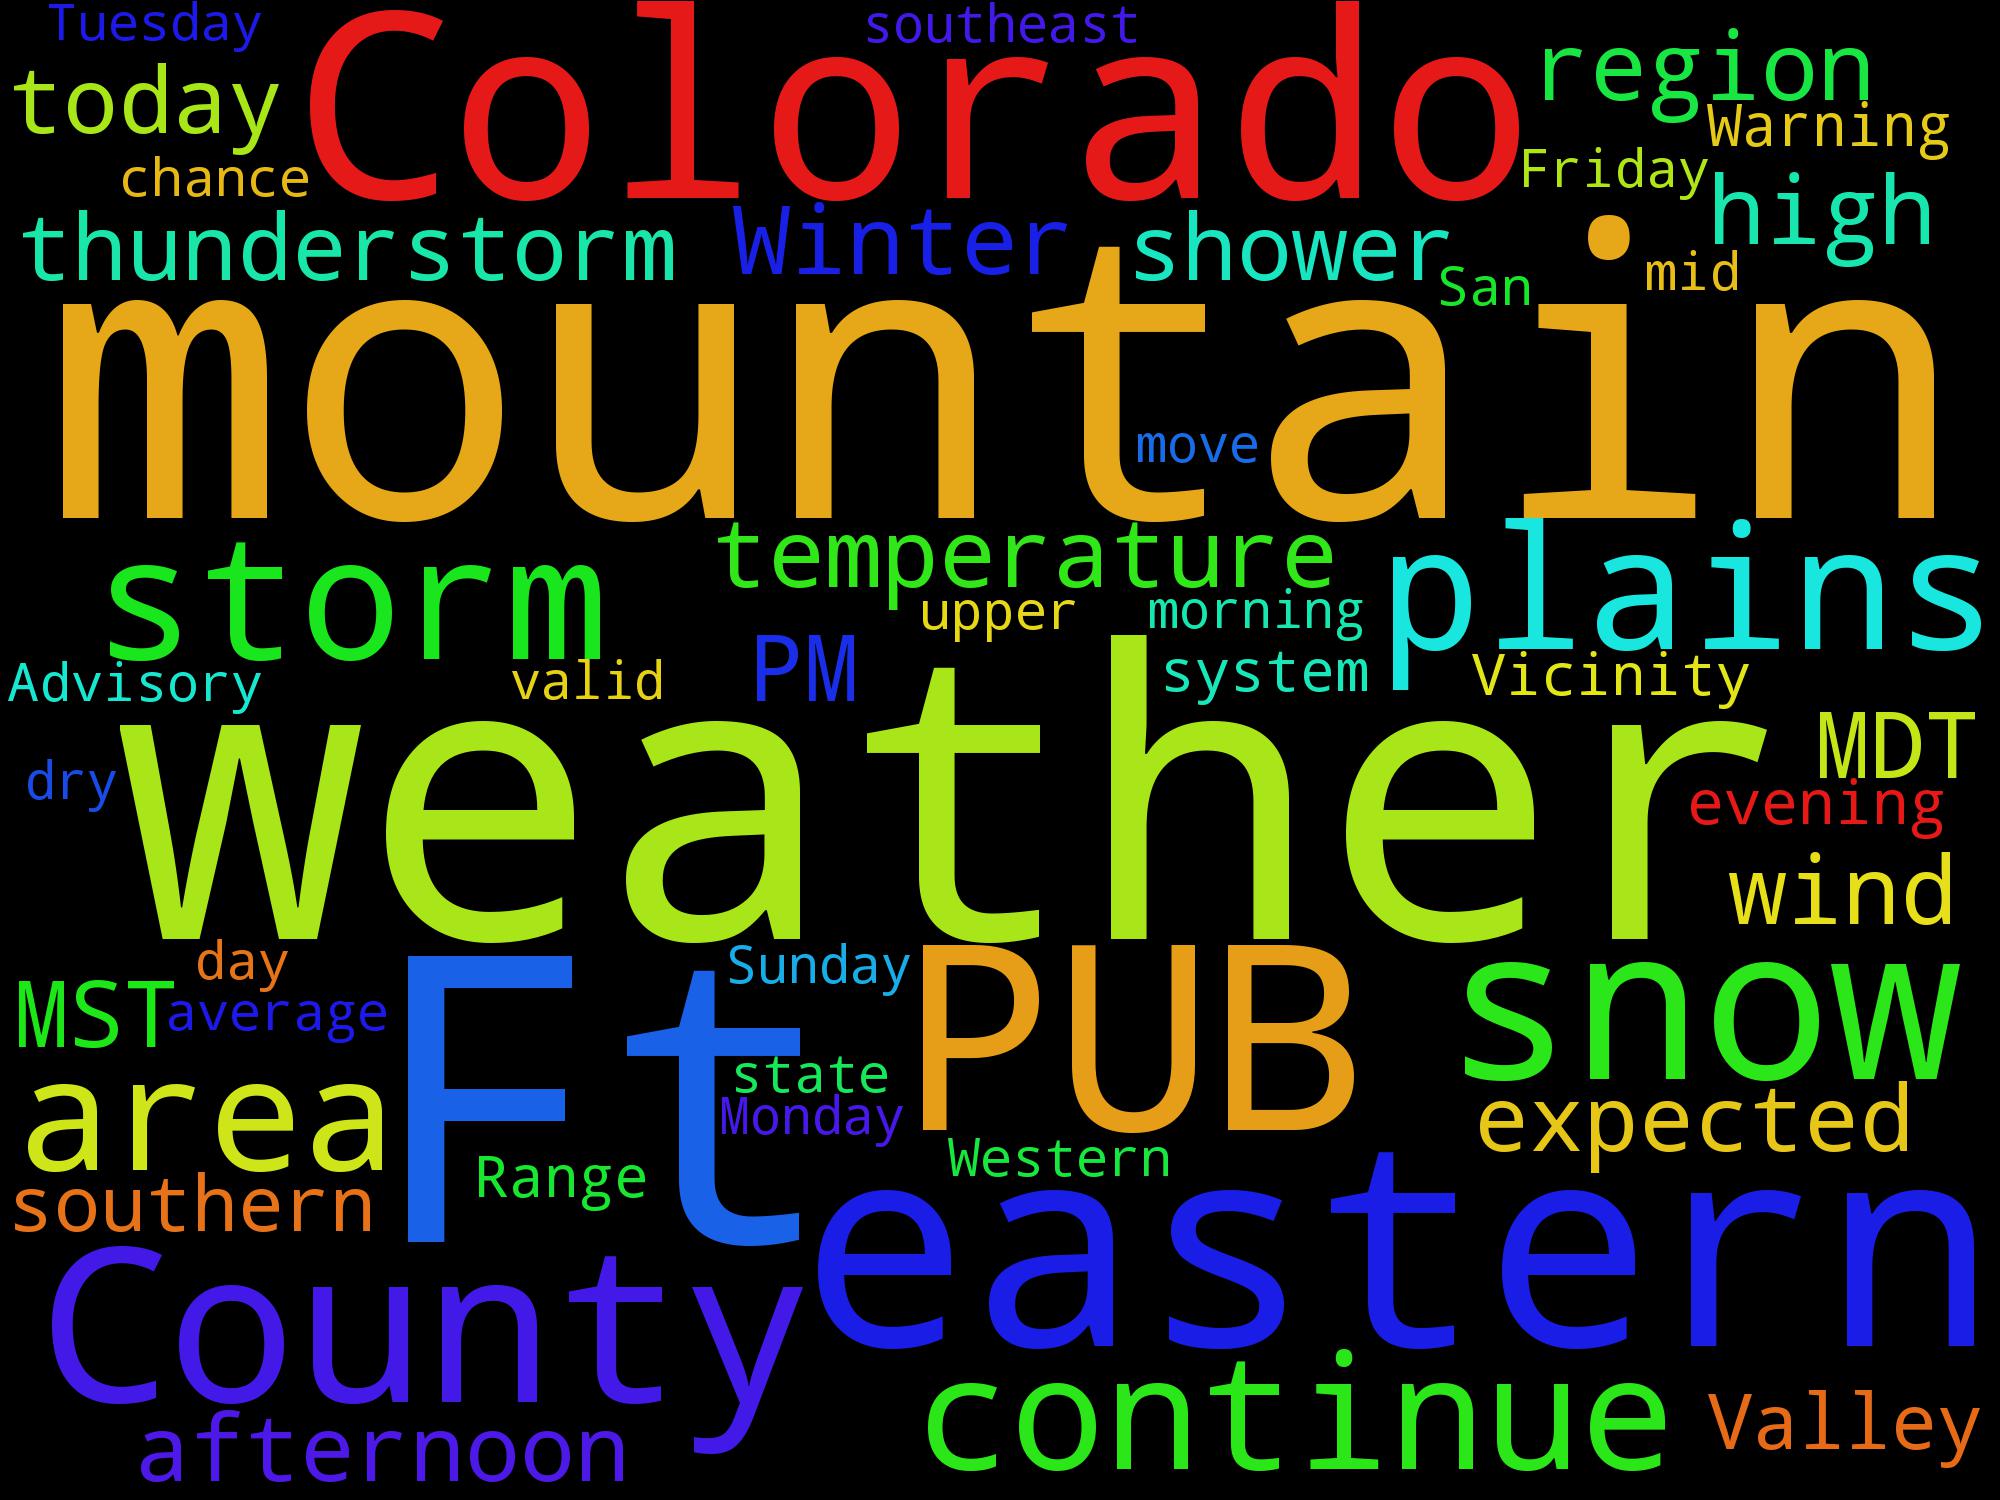 Tuesday
southeast
Colorado
region
today
Warning
chance
Friday
high
thunderstorm
Winter
shower
San
mid
mountain
move
storm
temperature
plains
upper
morning
Advisory
valid
PM
system
Vicinity
weather
MDT
dry
evening
wind
day
Sunday
PUB
snow
MST
average
Ft
state
Monday
area
expected
Range
Western
southern
eastern
County
continue
Valley
afternoon